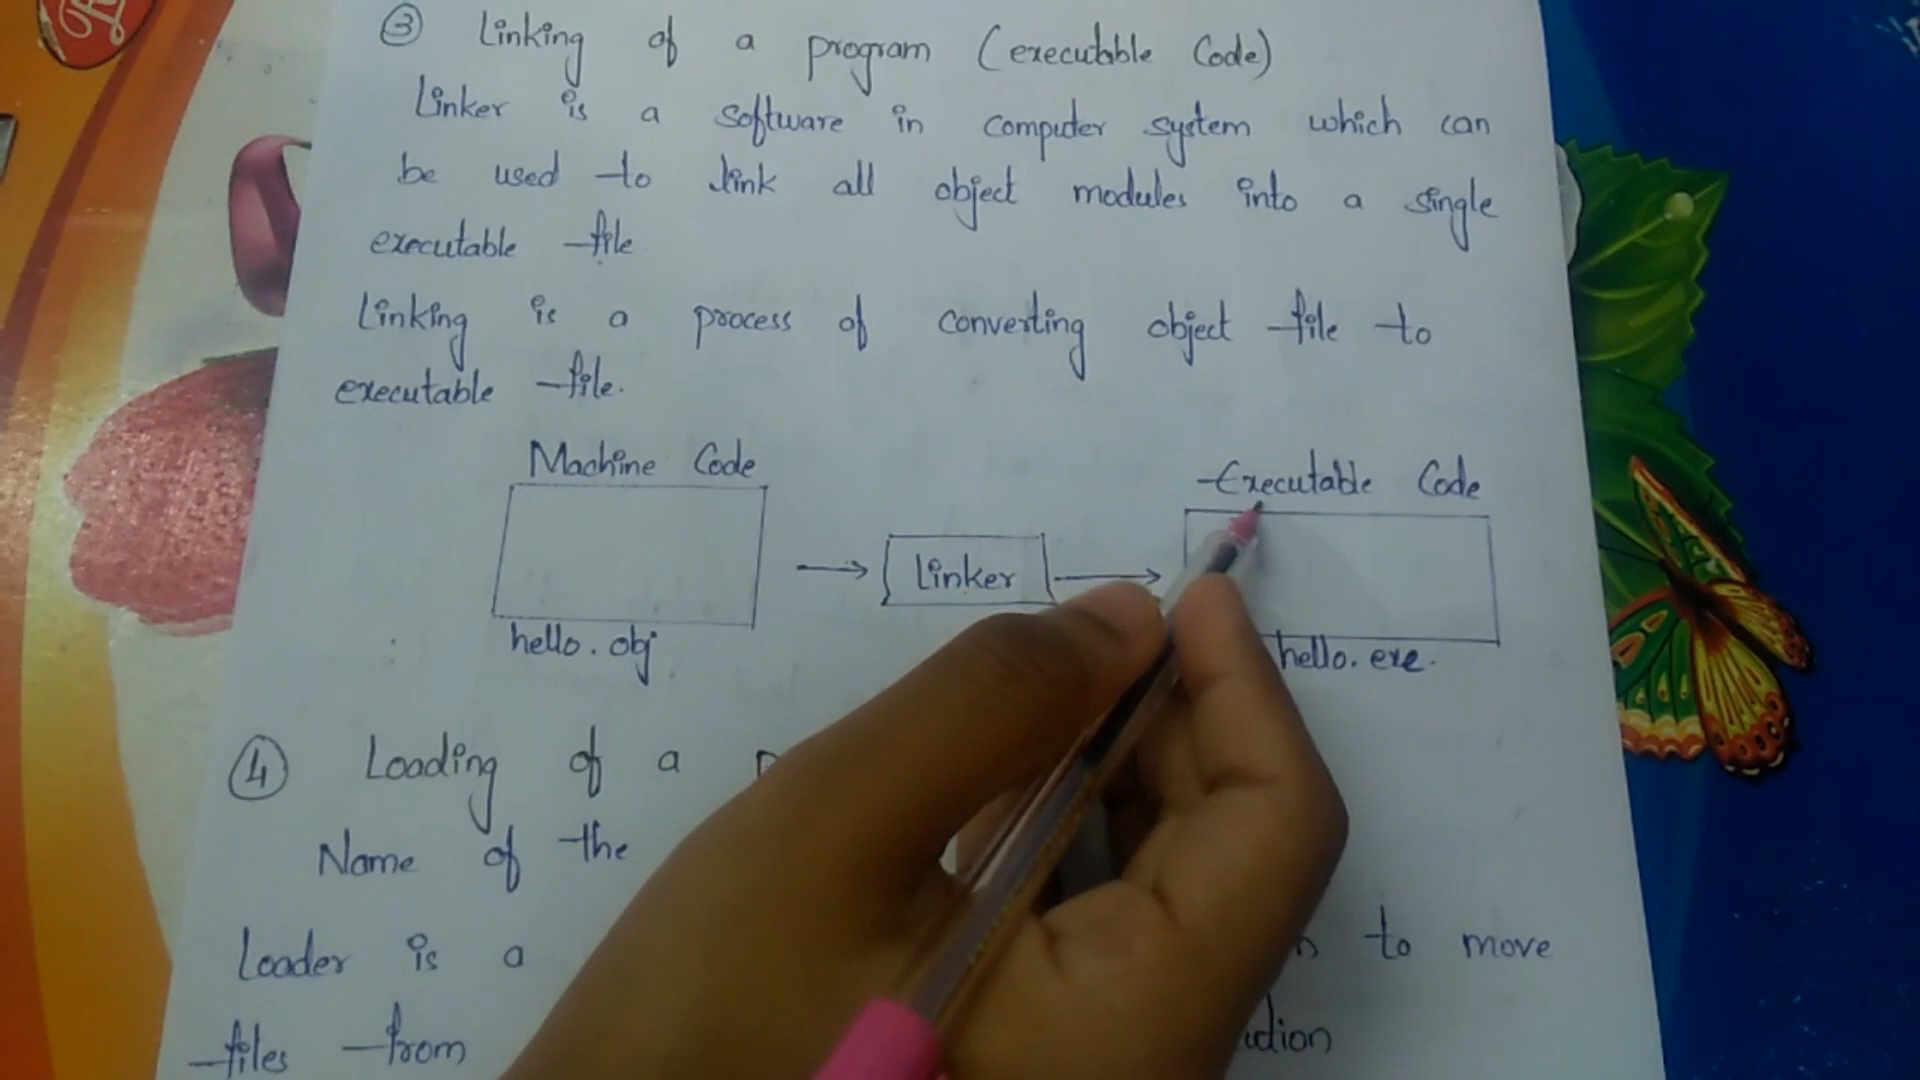 ③ Linking of a program (executable Code)
Linker is a software in computer system which can
be used to link all object modules into a single
executable file
Linking is a process of converting object file to
executable file.
Machine Code
Executable Code
Linker
hello.obj
hello.exe.
④ Loading of a
Name of the
Loader is a to move
files from